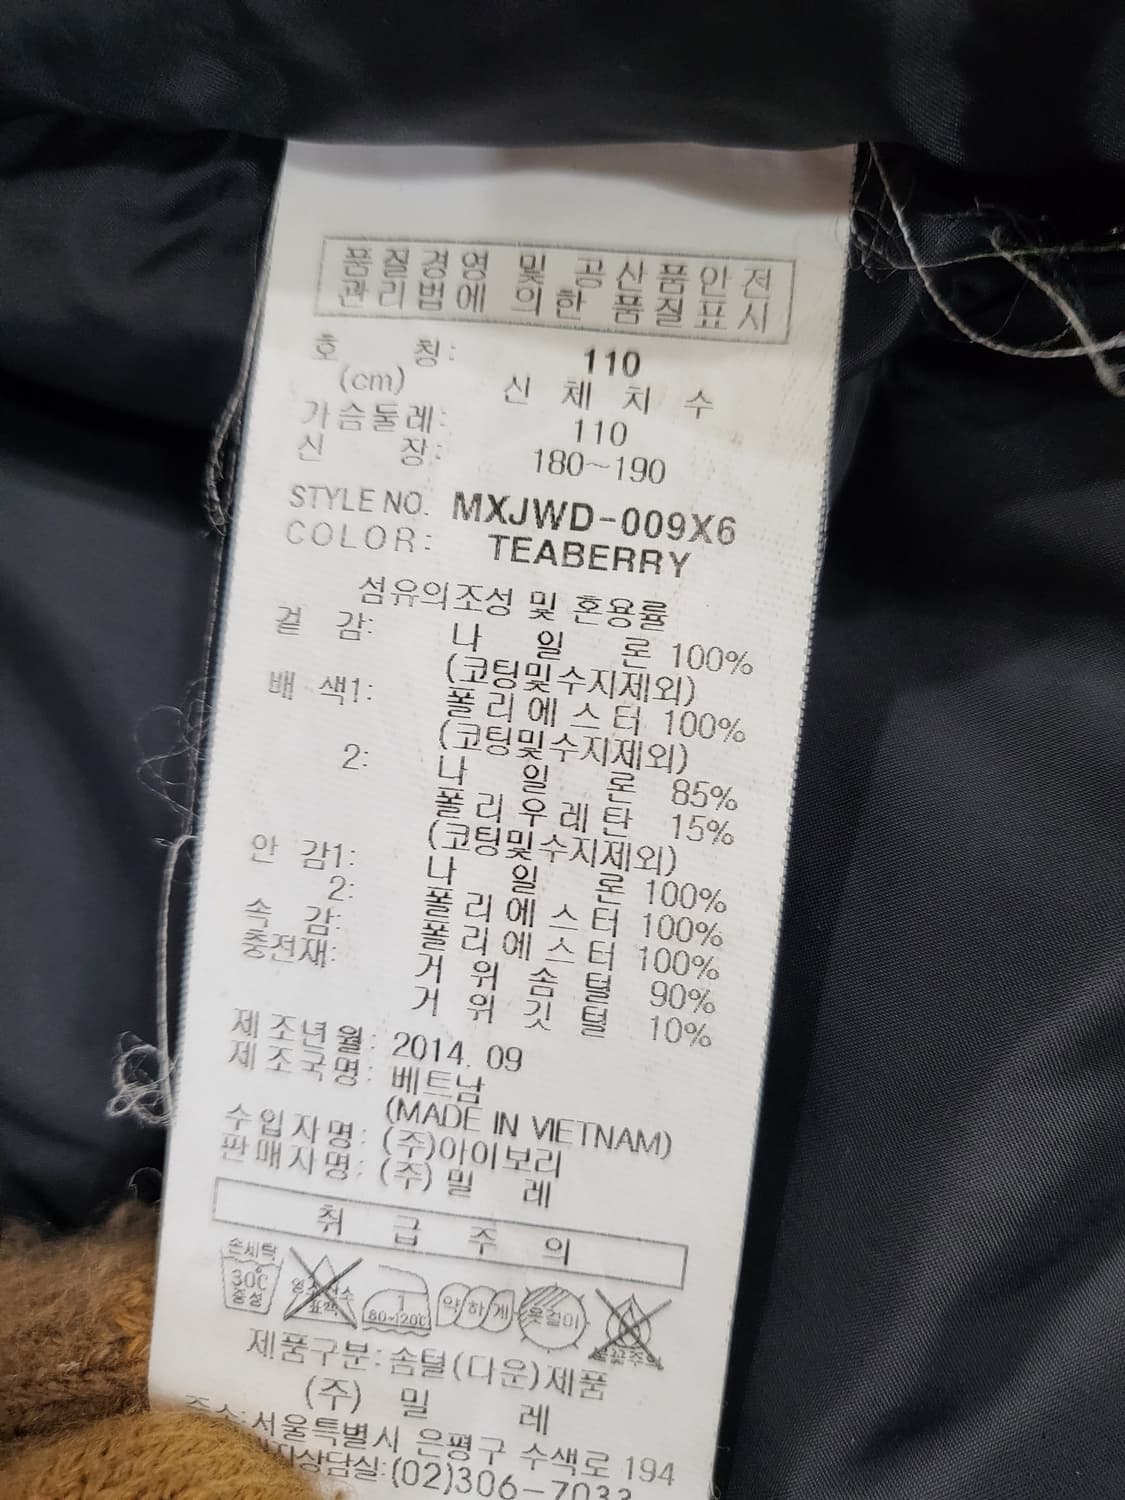 품질경영 및 공산품안전
관리법에 의한 품질표시
호 칭: 110
(cm) 신 체 치 수
가슴둘레: 110
신 장: 180~190
STYLE NO. MXJWD-009X6
COLOR: TEABERRY
섬유의조성 및 혼용률
겉 감: 나 일 론 100%
(코팅및수지제외)
배 색1: 폴리에스터 100%
(코팅및수지제외)
2: 나 일 론 85%
폴리우레탄 15%
(코팅및수지제외)
안 감1: 나 일 론 100%
2: 폴리에스터 100%
속 감: 폴리에스터 100%
충전재: 거 위 솜 털 90%
거 위 깃 털 10%
제조년월: 2014. 09
제조국명: 베트남
(MADE IN VIETNAM)
수입자명: (주)아이보리
판매자명: (주) 밀 레
취 급 주 의
손세탁
30℃
중성
표백
1
80~120℃
약하게
옷걸이
제품구분: 솜털(다운)제품
(주) 밀 레
주소:서울특별시 은평구 수색로 194
상담실:(02)306-7033